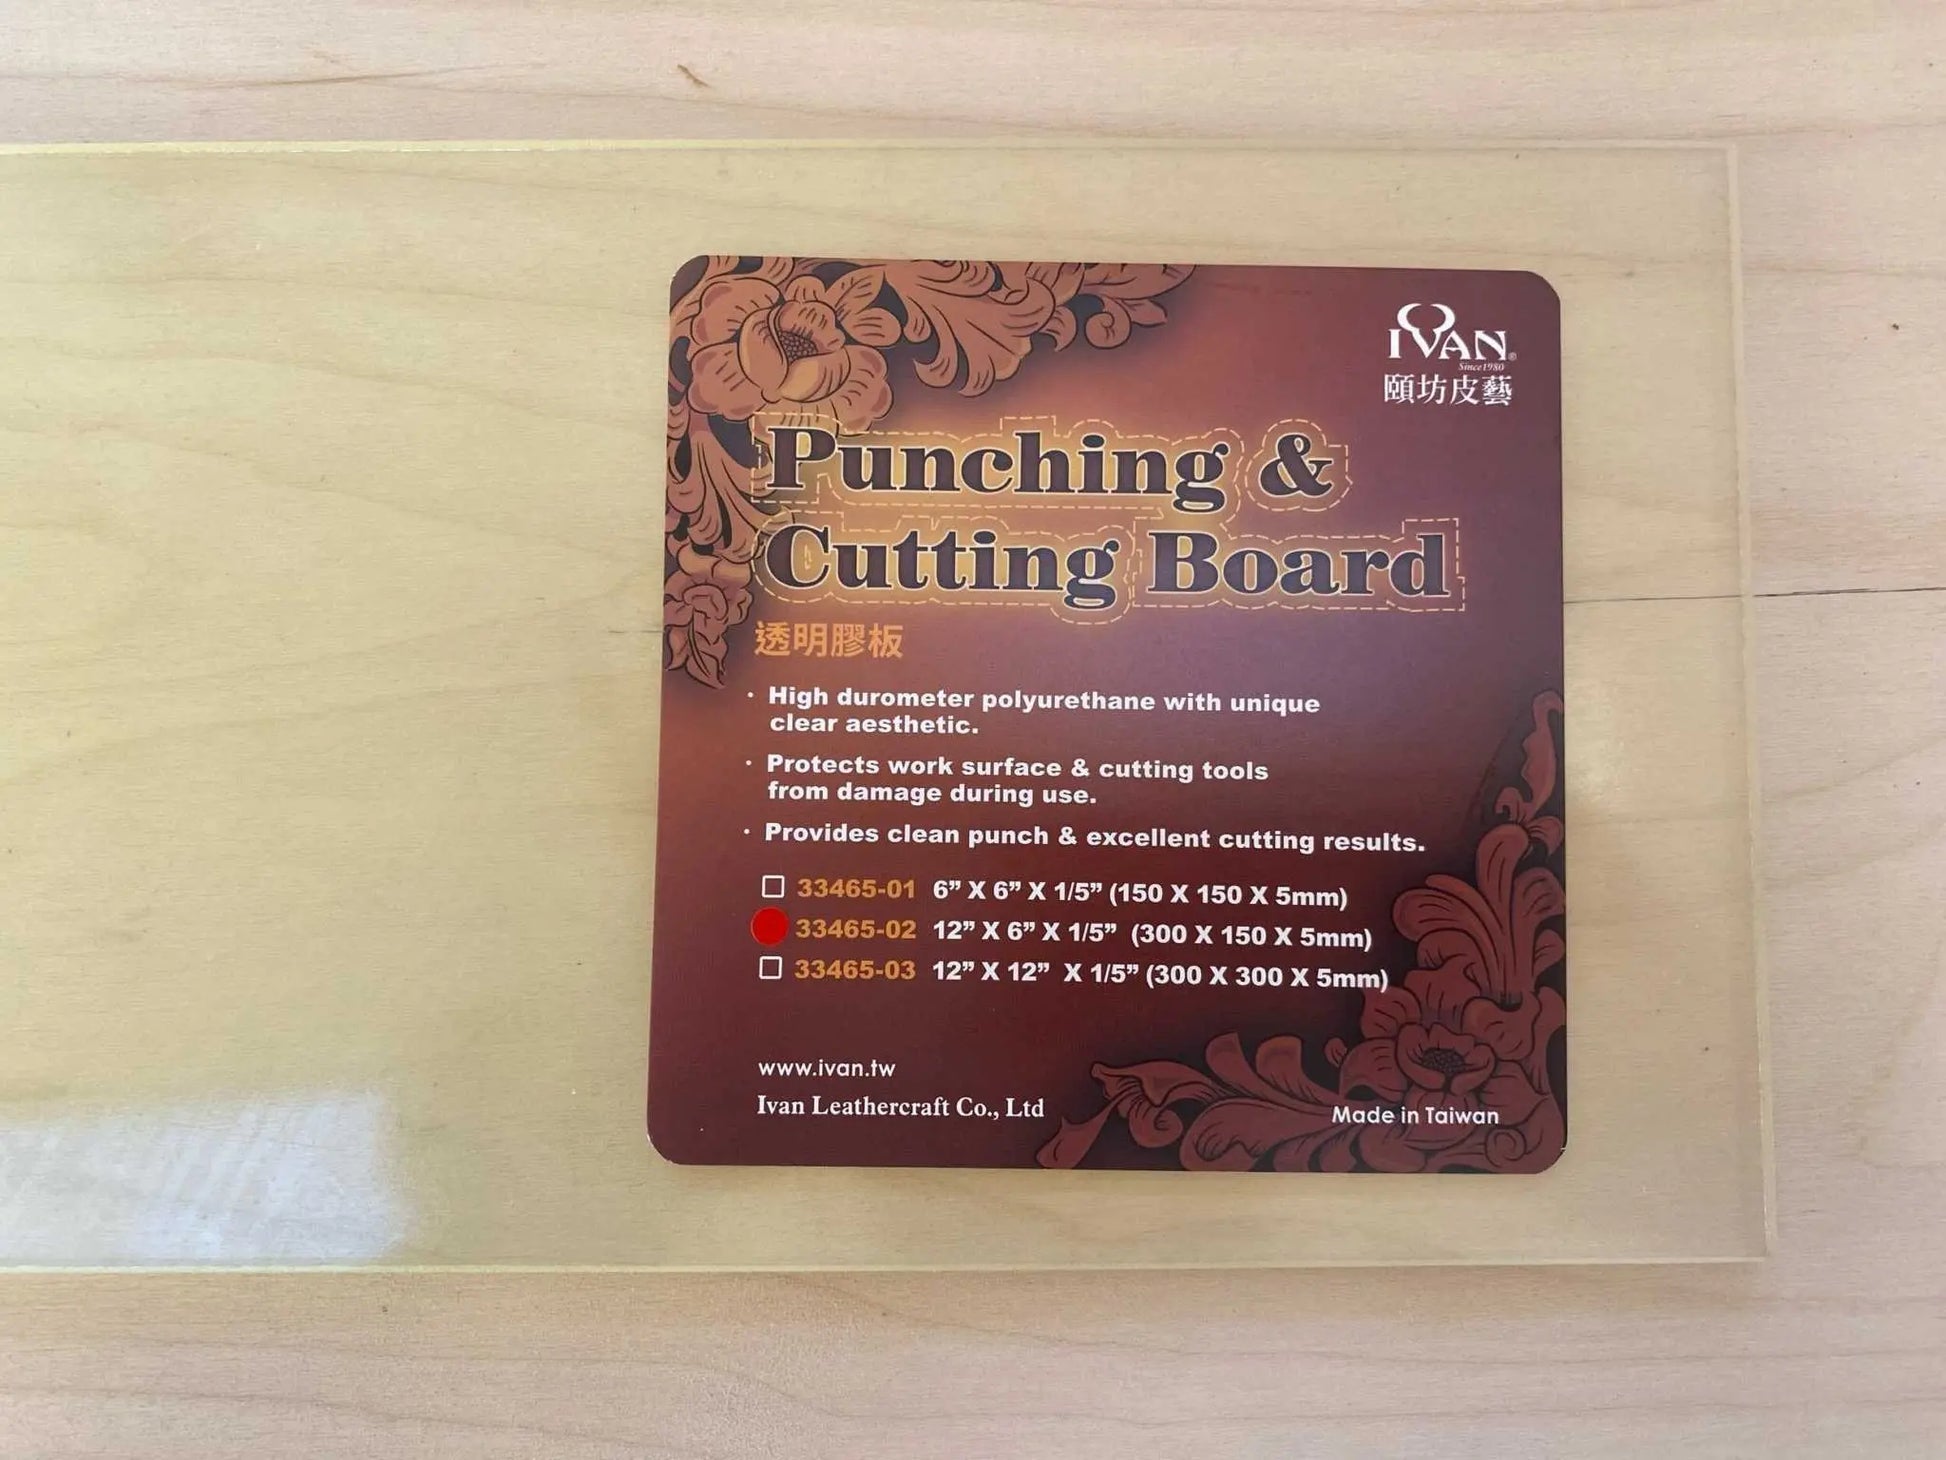 IVAN®
Since1980
頤坊皮藝
Punching &
Cutting Board
透明膠板
· High durometer polyurethane with unique
clear aesthetic.
· Protects work surface & cutting tools
from damage during use.
· Provides clean punch & excellent cutting results.
33465-01 6” X 6” X 1/5” (150 X 150 X 5mm)
33465-02 12” X 6” X 1/5” (300 X 150 X 5mm)
33465-03 12” X 12” X 1/5” (300 X 300 X 5mm)
www.ivan.tw
Ivan Leathercraft Co., Ltd
Made in Taiwan